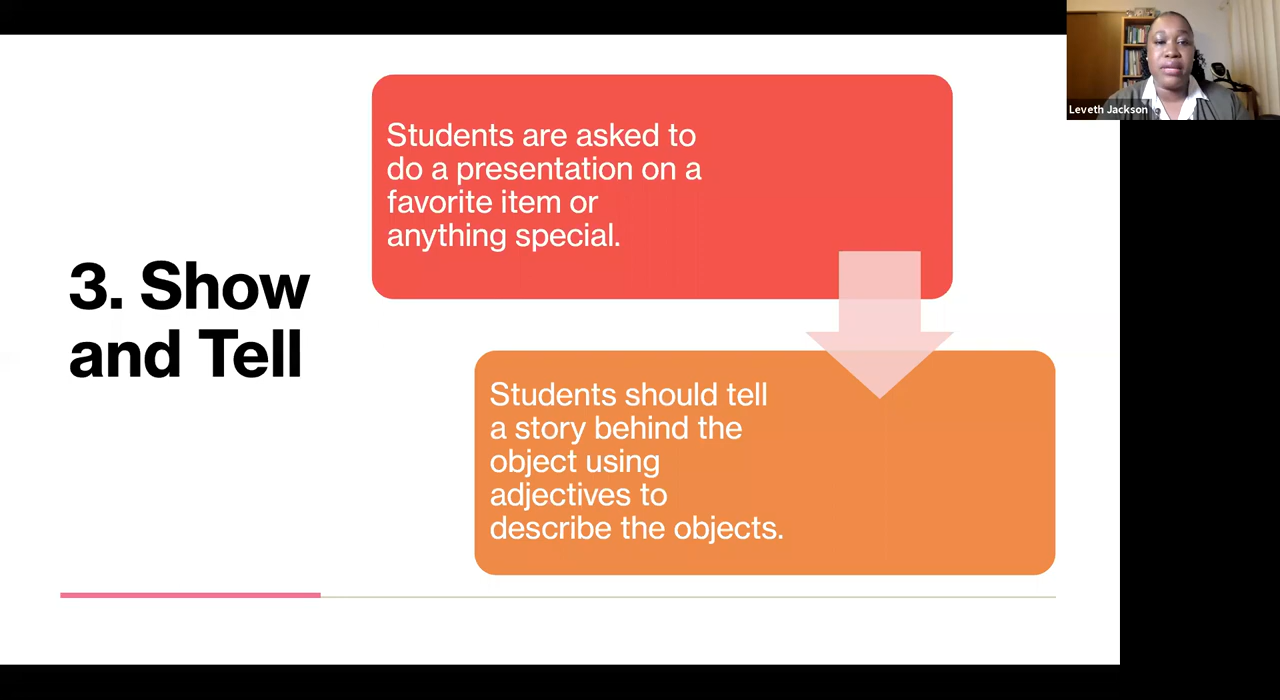 3. Show
and Tell
Students are asked to
do a presentation on a
favorite item or
anything special.
Students should tell
a story behind the
object using
adjectives to
describe the objects.
Leveth Jackson